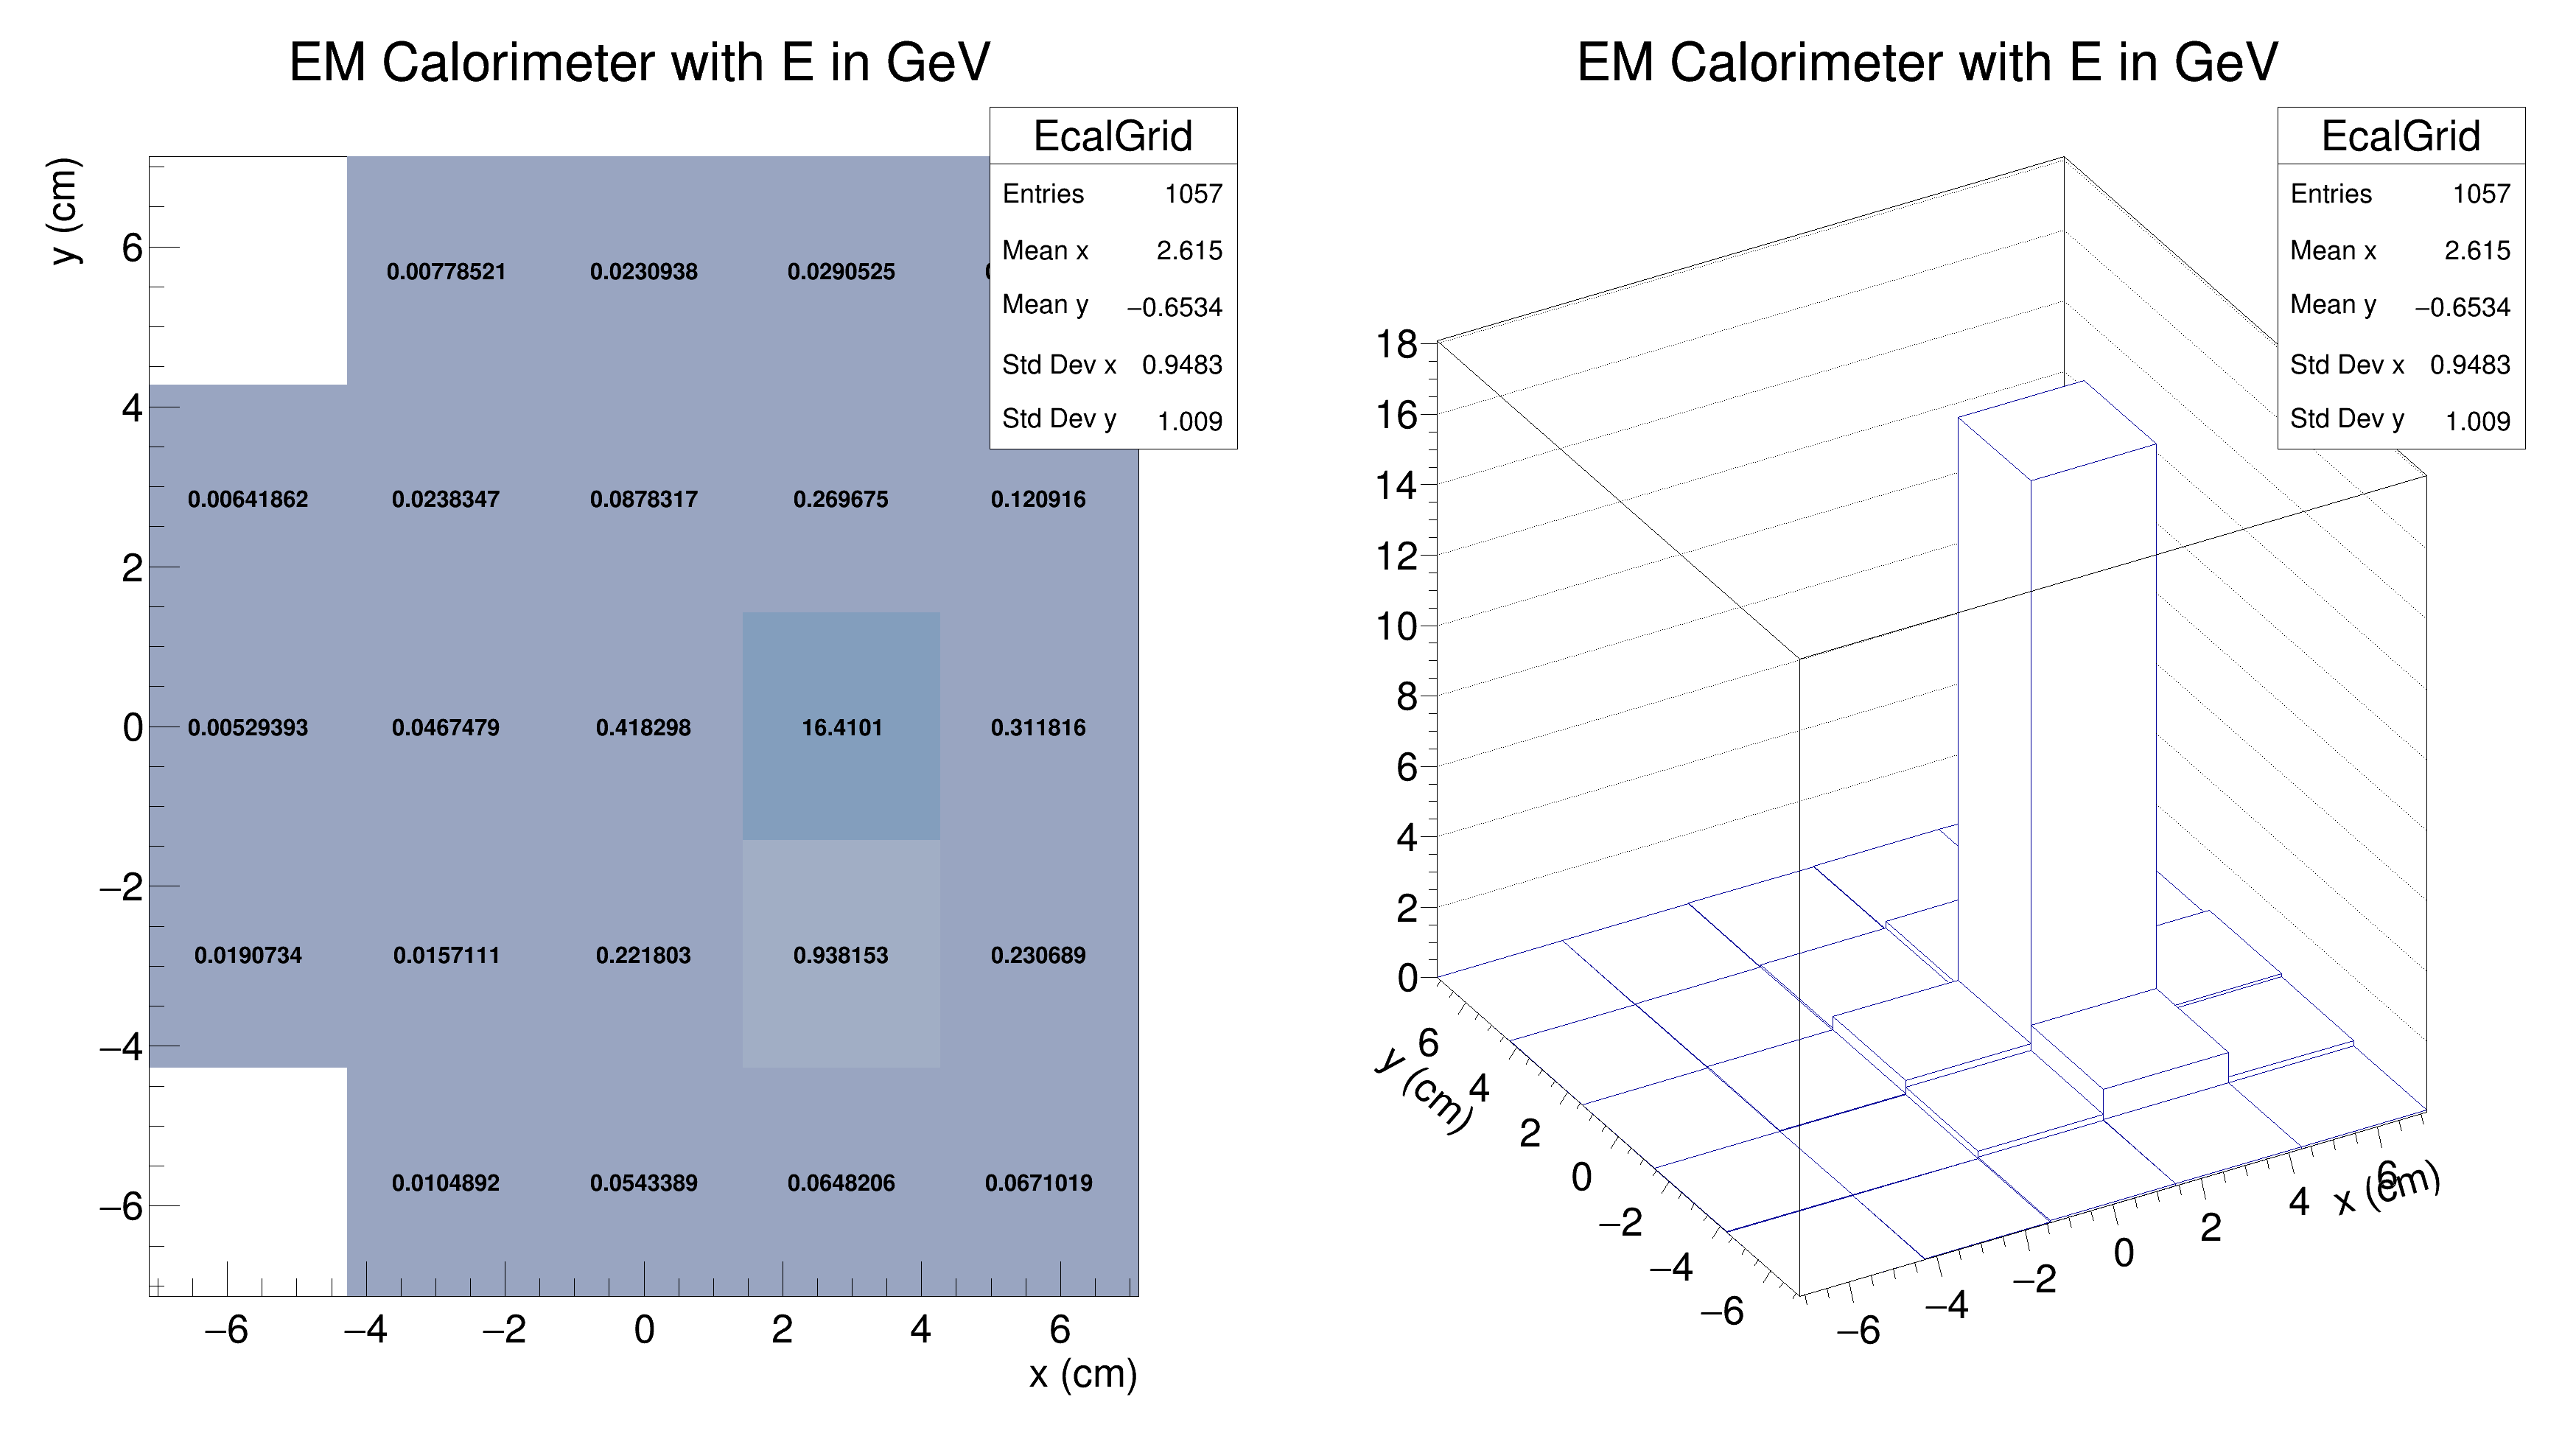 EM Calorimeter with E in GeV
EcalGrid
Entries 1057
Mean x 2.615
Mean y −0.6534
Std Dev x 0.9483
Std Dev y 1.009
y (cm)
6
4
2
0
−2
−4
−6
0.00778521 0.0230938 0.0290525
0.00641862 0.0238347 0.0878317 0.269675 0.120916
0.00529393 0.0467479 0.418298 16.4101 0.311816
0.0190734 0.0157111 0.221803 0.938153 0.230689
0.0104892 0.0543389 0.0648206 0.0671019
−6 −4 −2 0 2 4 6
x (cm)
EM Calorimeter with E in GeV
EcalGrid
Entries 1057
Mean x 2.615
Mean y −0.6534
Std Dev x 0.9483
Std Dev y 1.009
18
16
14
12
10
8
6
4
2
0
y (cm)
6
4
2
0
−2
−4
−6
−6 −4 −2 0 2 4 6
x (cm)